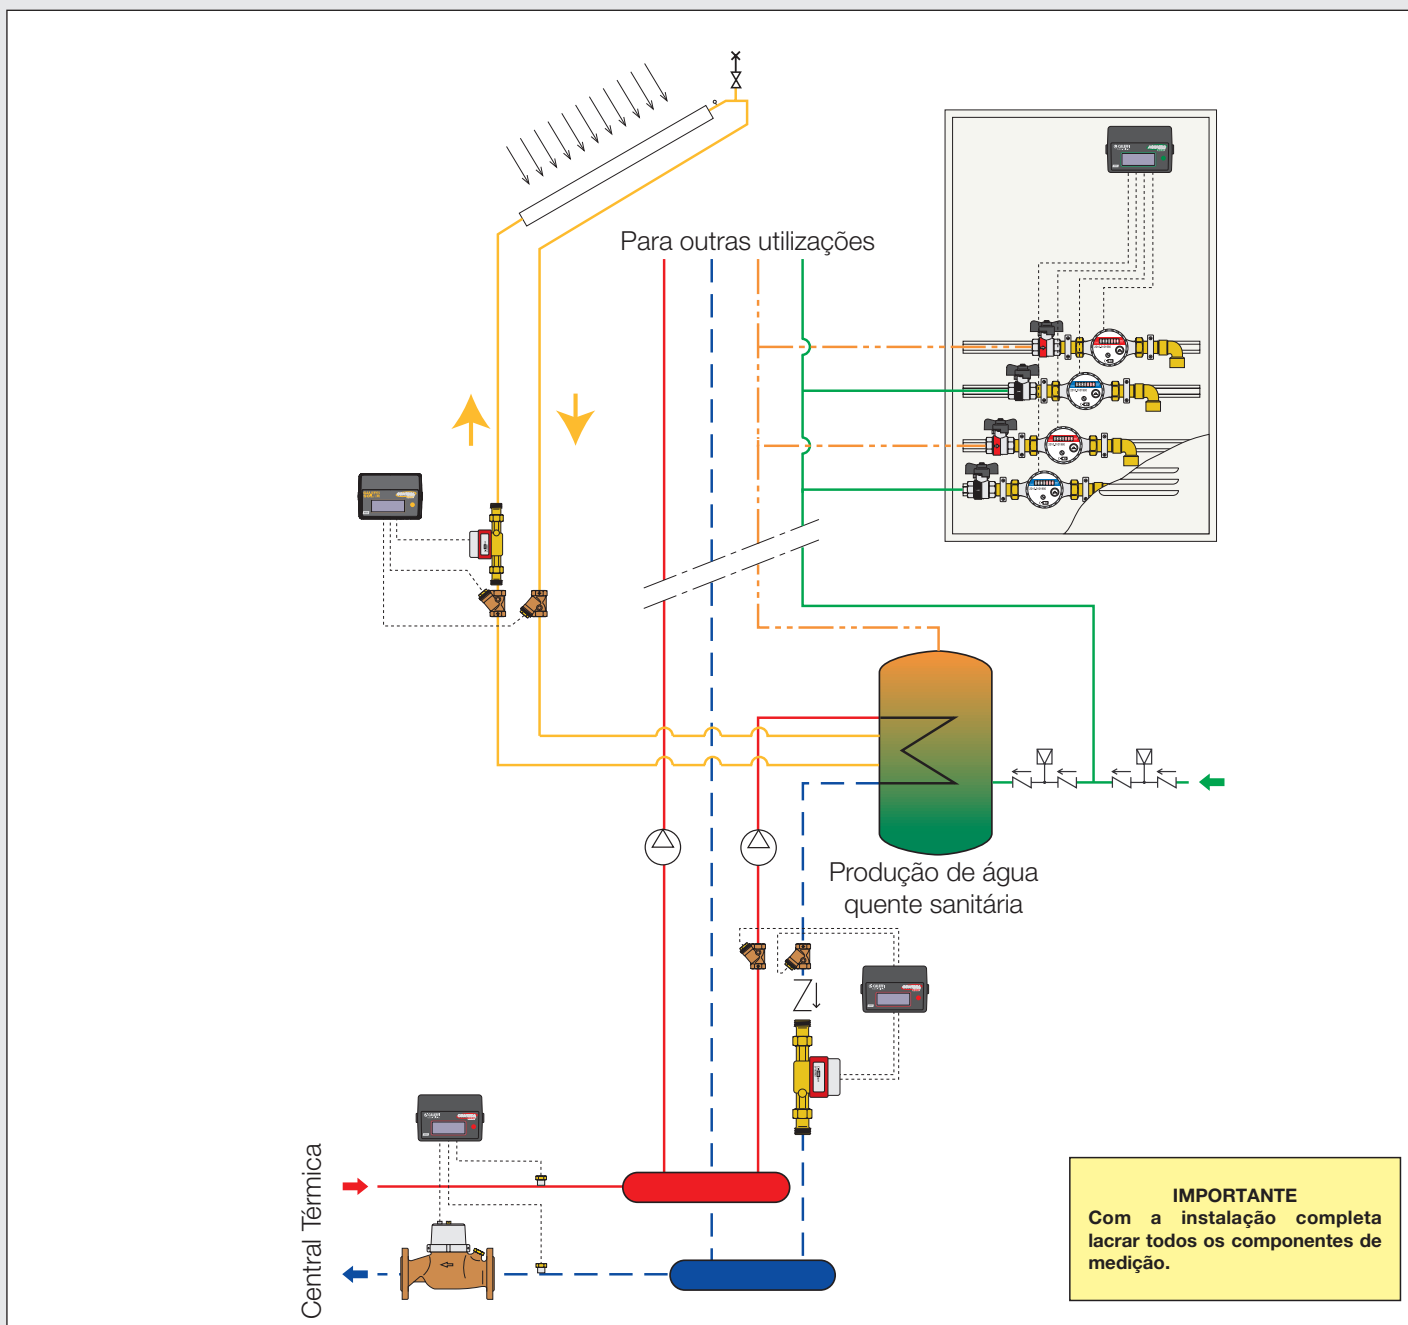 Para outras utilizações
Produção de água
quente sanitária
Central Térmica
IMPORTANTE
Com a instalação completa
lacrar todos os componentes de
medição.